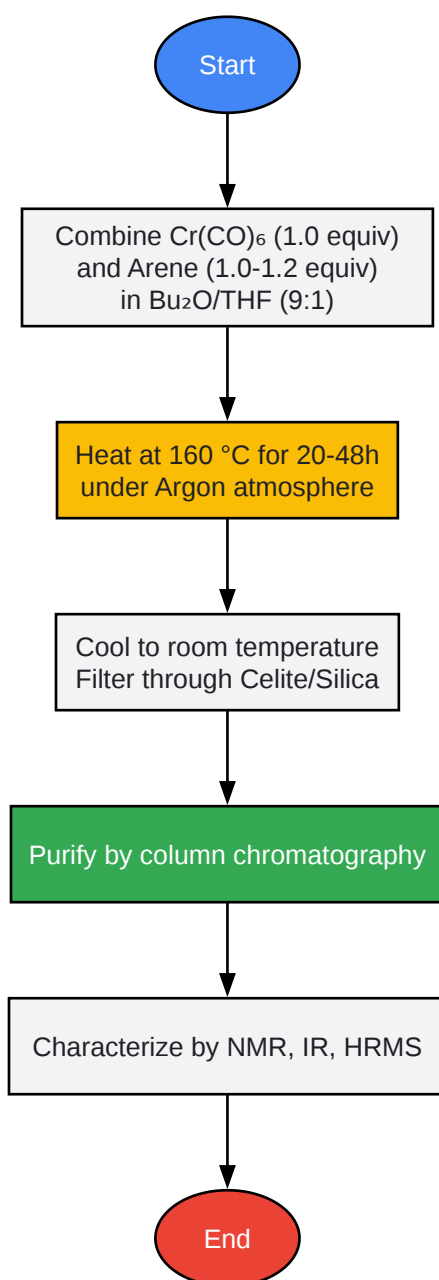 Start
Combine Cr(CO)₆ (1.0 equiv)
and Arene (1.0-1.2 equiv)
in Bu₂O/THF (9:1)
Heat at 160 °C for 20-48h
under Argon atmosphere
Cool to room temperature
Filter through Celite/Silica
Purify by column chromatography
Characterize by NMR, IR, HRMS
End